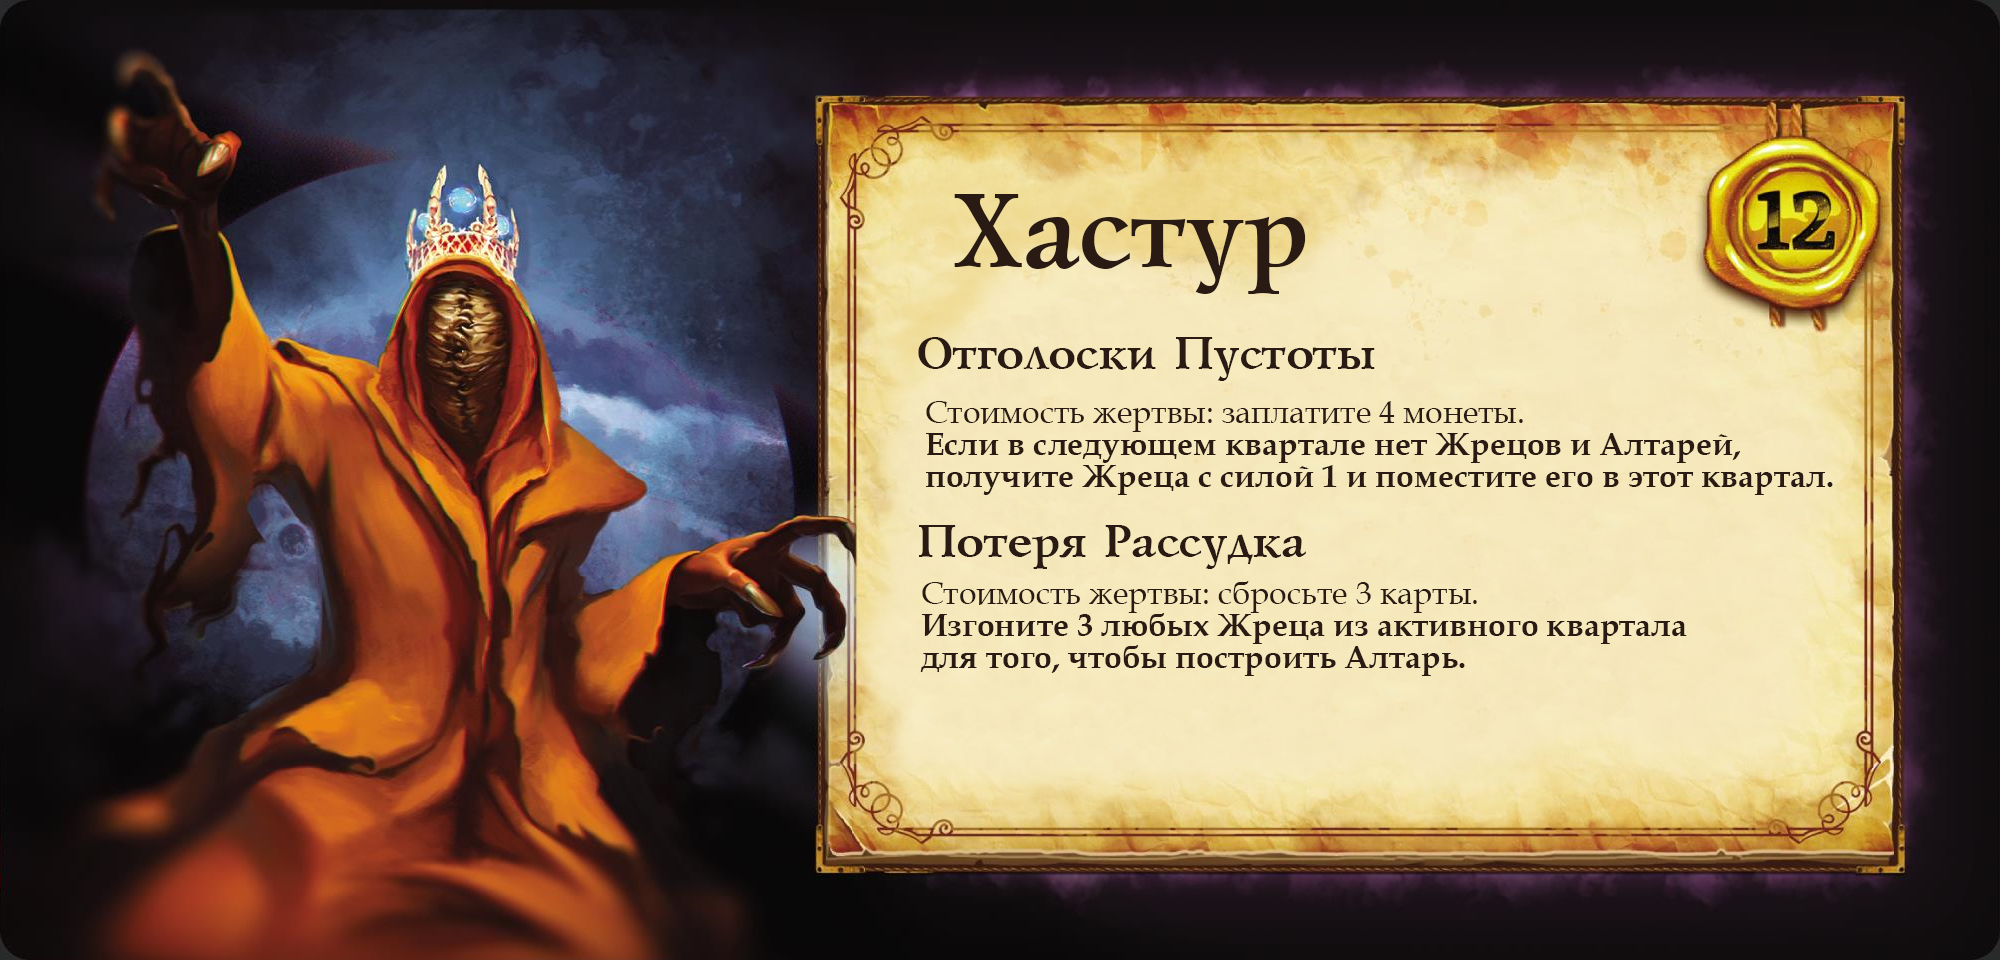 Хастур
12
Отголоски Пустоты
Стоимость жертвы: заплатите 4 монеты.
Если в следующем квартале нет Жрецов и Алтарей,
получите Жреца с силой 1 и поместите его в этот квартал.
Потеря Рассудка
Стоимость жертвы: сбросьте 3 карты.
Изгоните 3 любых Жреца из активного квартала
для того, чтобы построить Алтарь.